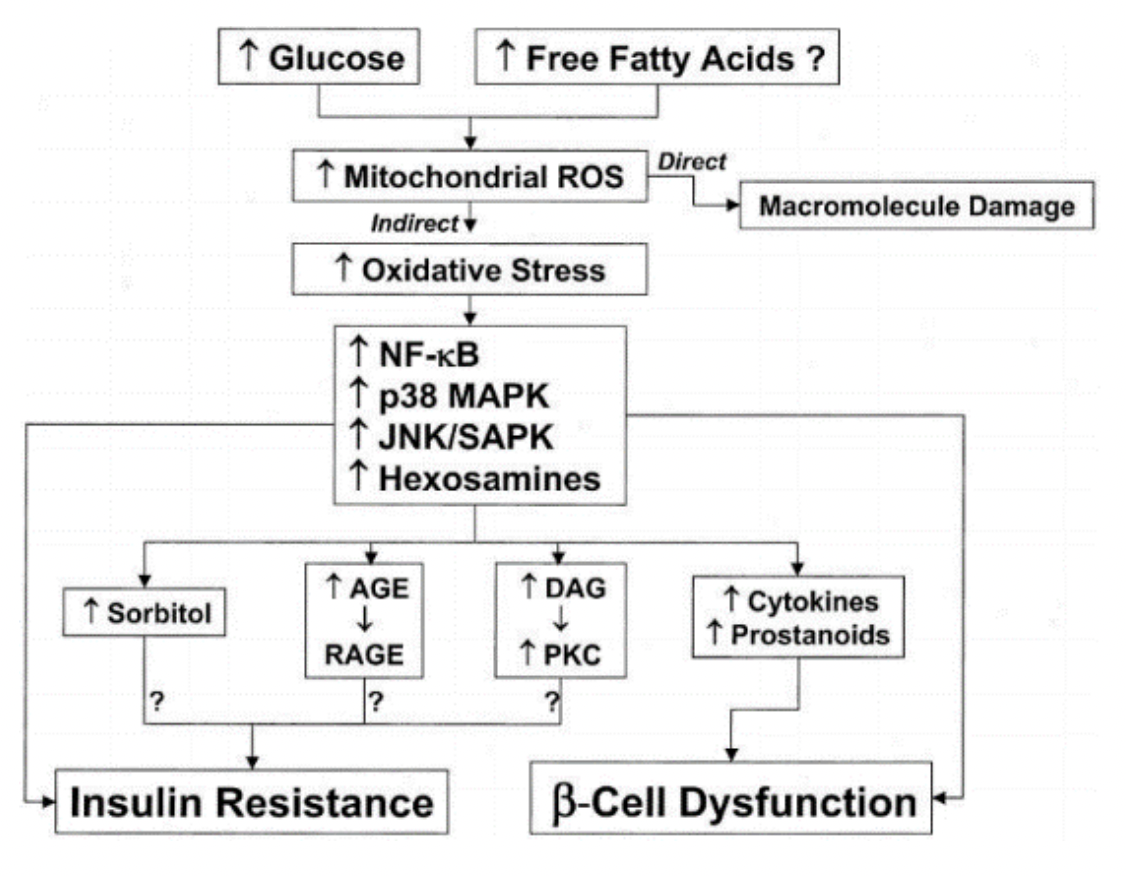 ↑ Glucose
↑ Free Fatty Acids ?
↑ Mitochondrial ROS
Direct
Macromolecule Damage
Indirect
↑ Oxidative Stress
↑ NF-κB
↑ p38 MAPK
↑ JNK/SAPK
↑ Hexosamines
↑ Sorbitol
↑ AGE
↓
RAGE
↑ DAG
↓
↑ PKC
↑ Cytokines
↑ Prostanoids
?
?
?
Insulin Resistance
β-Cell Dysfunction